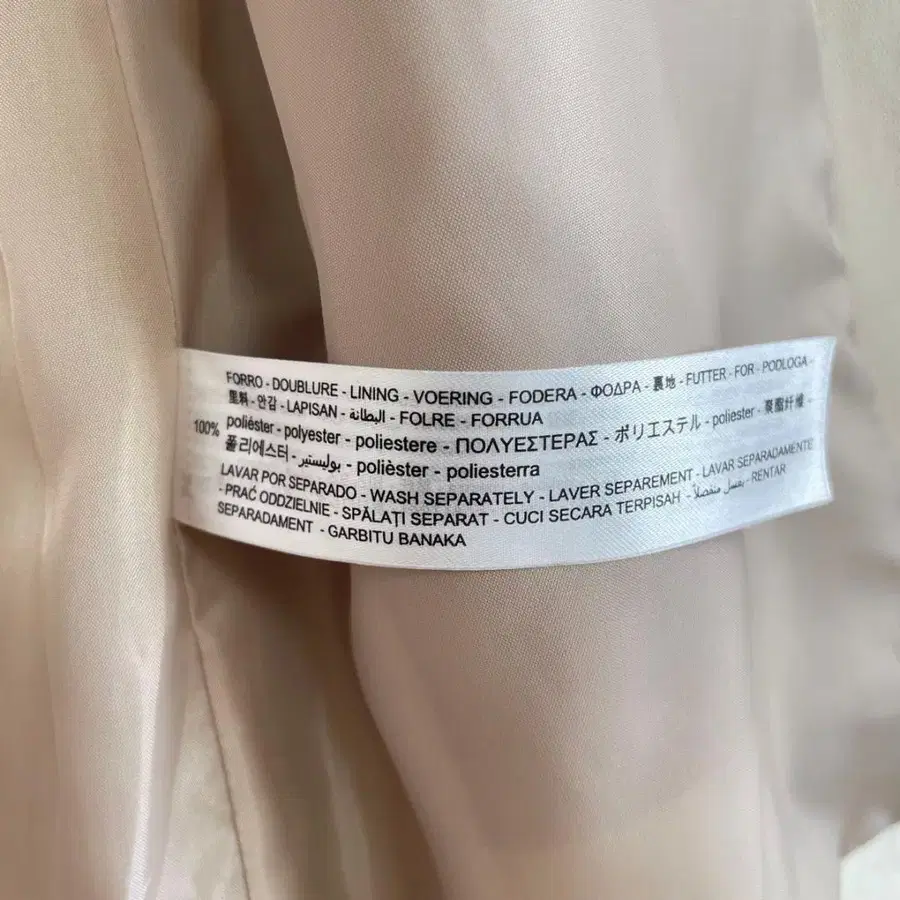 FORRO - DOUBLURE - LINING - VOERING - FODERA - ΦΟΔΡΑ - 裏地 - FUTTER - FOR - PODLOGA -
里料 - 안감 - LAPISAN - البطانة - FOLRE - FORRUA
100% poliéster - polyester - poliestere - ΠΟΛΥΕΣΤΕΡΑΣ - ポリエステル - poliester - 聚酯纤维 -
폴리에스터 - بوليستير - polièster - poliesterra
LAVAR POR SEPARADO - WASH SEPARATELY - LAVER SEPAREMENT - LAVAR SEPARADAMENTE
- PRAĆ ODDZIELNIE - SPĂLAȚI SEPARAT - CUCI SECARA TERPISAH - يغسل منفصلاً - RENTAR
SEPARADAMENT - GARBITU BANAKA